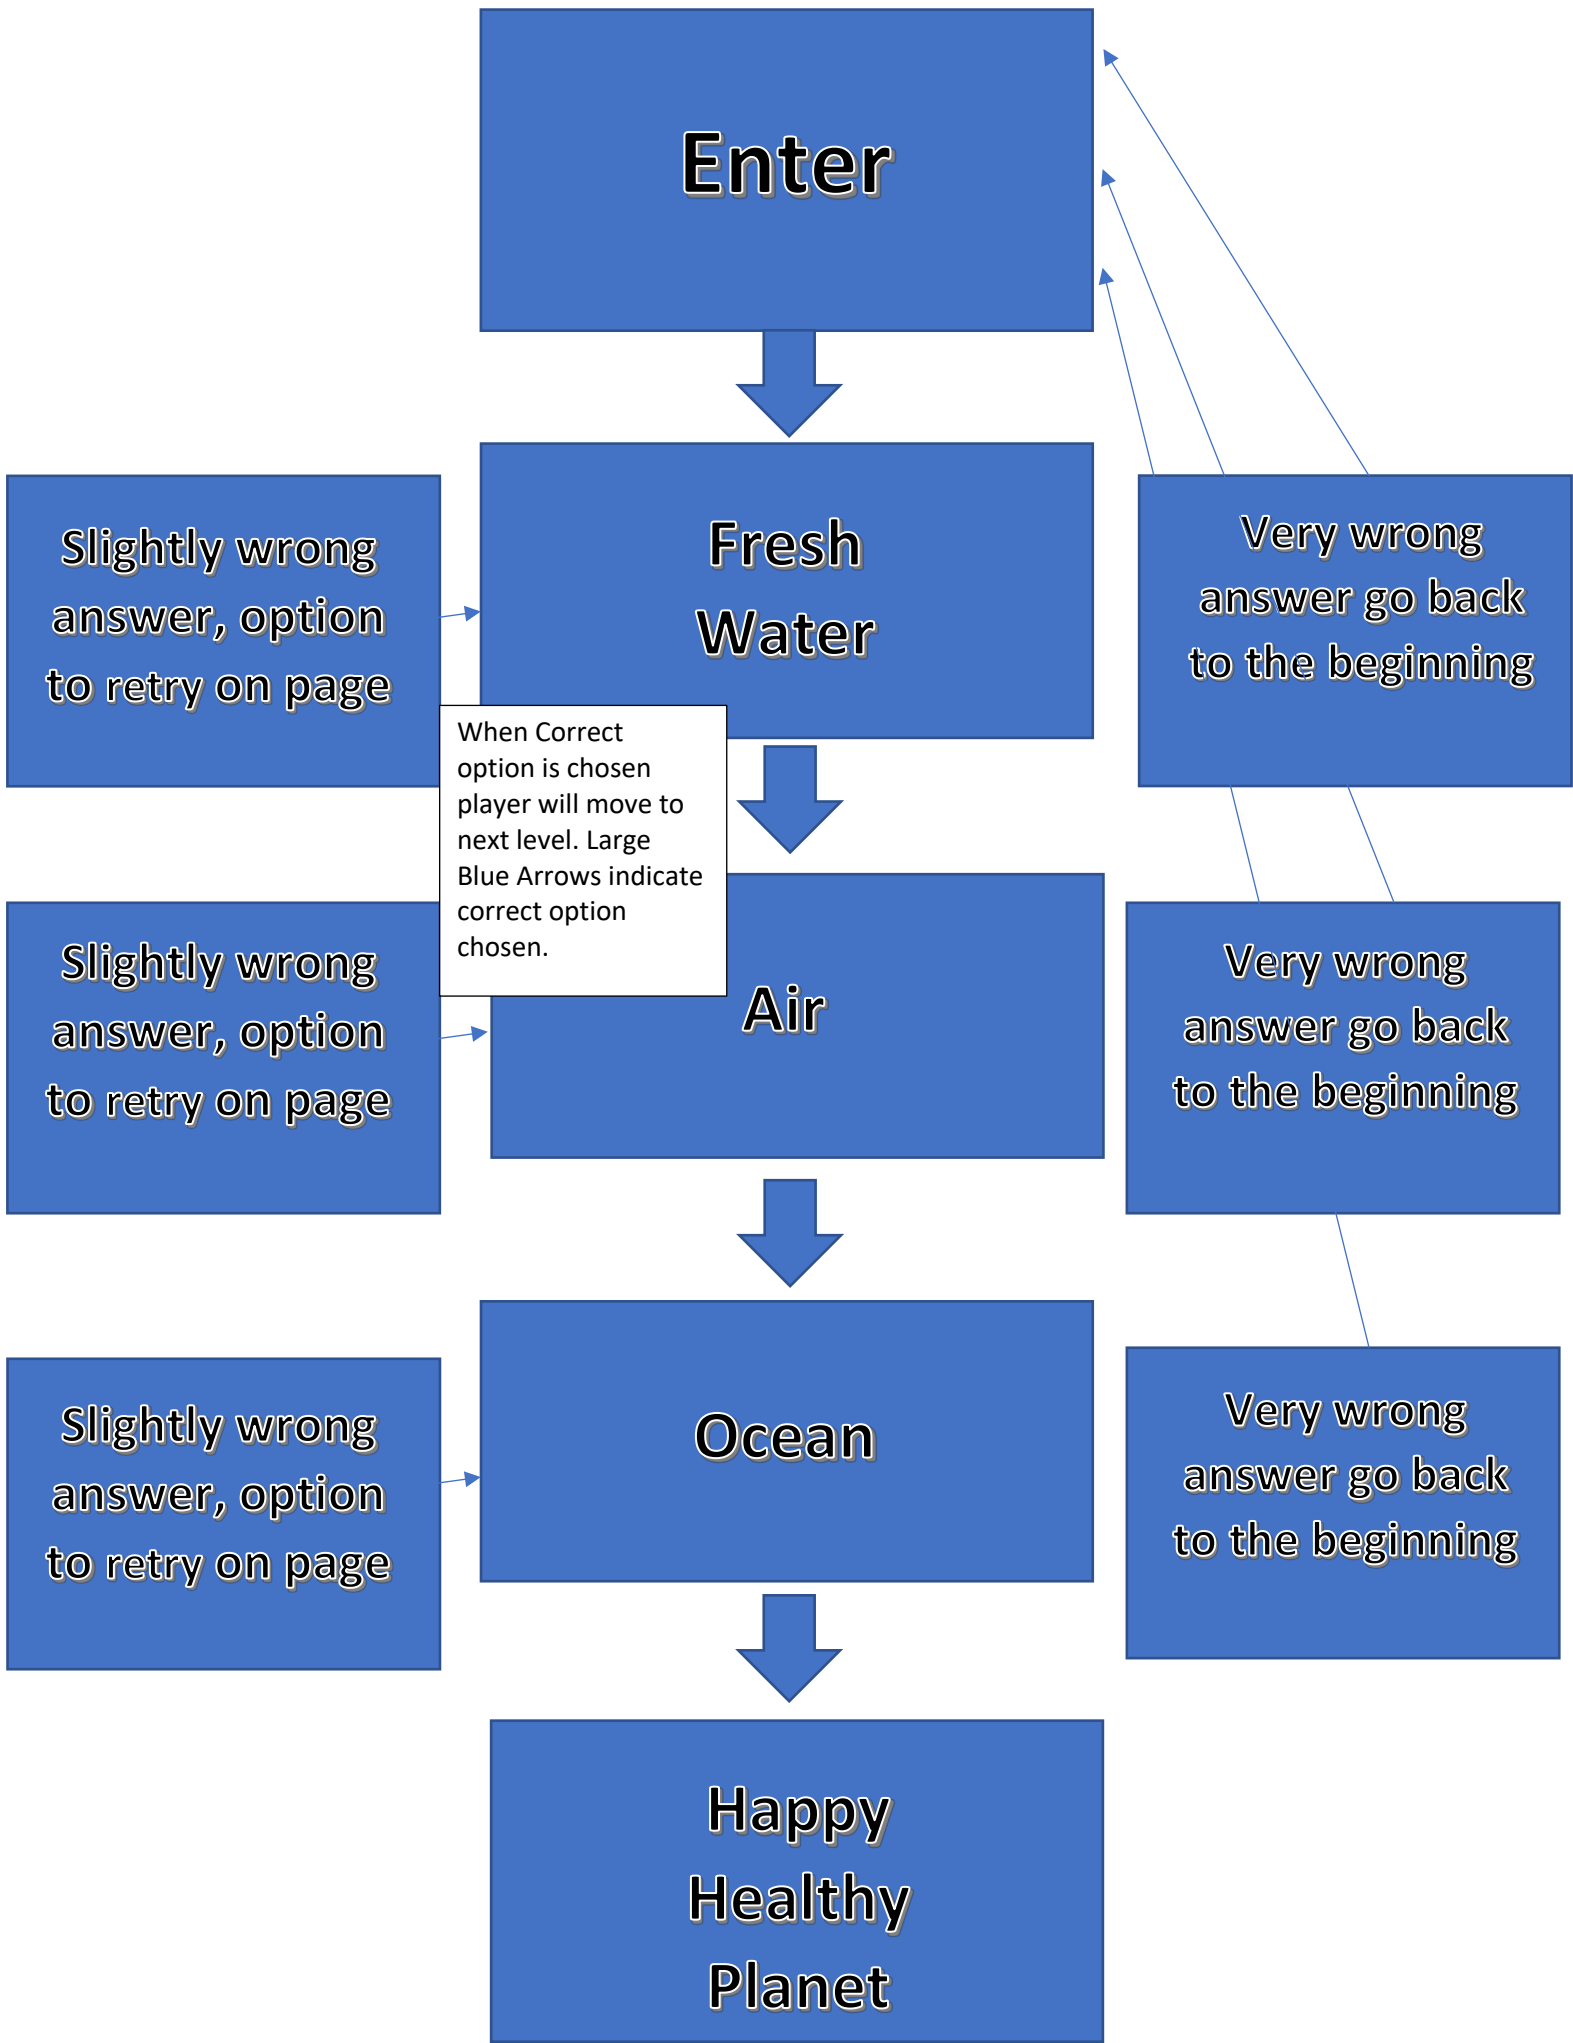 Enter
Slightly wrong
answer, option
to retry on page
Fresh
Water
Very wrong
answer go back
to the beginning
When Correct
option is chosen
player will move to
next level. Large
Blue Arrows indicate
correct option
chosen.
Slightly wrong
answer, option
to retry on page
Air
Very wrong
answer go back
to the beginning
Slightly wrong
answer, option
to retry on page
Ocean
Very wrong
answer go back
to the beginning
Happy
Healthy
Planet